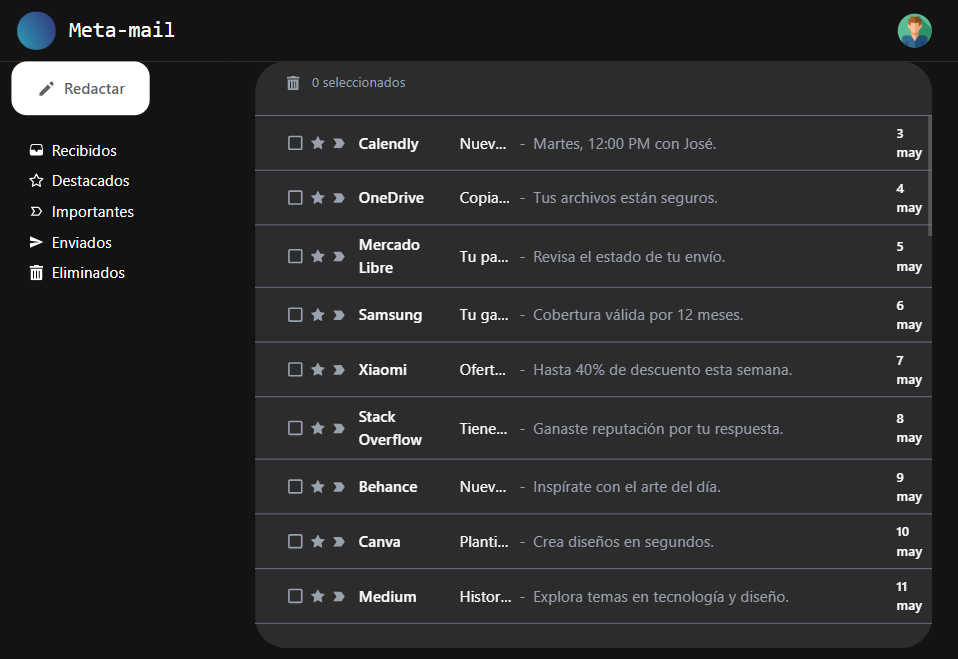 Meta-mail
Redactar
Recibidos
Destacados
Importantes
Enviados
Eliminados
0 seleccionados
Calendly Nuev... - Martes, 12:00 PM con José. 3 may
OneDrive Copia... - Tus archivos están seguros. 4 may
Mercado Libre Tu pa... - Revisa el estado de tu envío. 5 may
Samsung Tu ga... - Cobertura válida por 12 meses. 6 may
Xiaomi Ofert... - Hasta 40% de descuento esta semana. 7 may
Stack Overflow Tiene... - Ganaste reputación por tu respuesta. 8 may
Behance Nuev... - Inspírate con el arte del día. 9 may
Canva Planti... - Crea diseños en segundos. 10 may
Medium Histor... - Explora temas en tecnología y diseño. 11 may